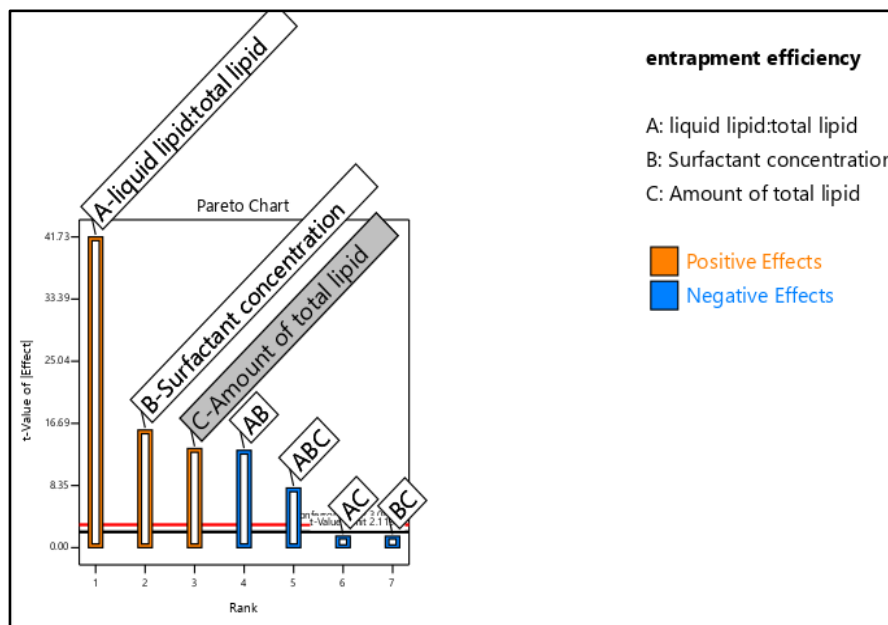 entrapment efficiency
A: liquid lipid:total lipid
B: Surfactant concentration
C: Amount of total lipid
Positive Effects
Negative Effects
Pareto Chart
A-liquid lipid:total lipid
B-Surfactant concentration
C-Amount of total lipid
AB
ABC
AC
BC
t-Value of |Effect|
41.73
33.39
25.04
16.69
8.35
0.00
t-Value
1
2
3
4
5
6
7
Rank